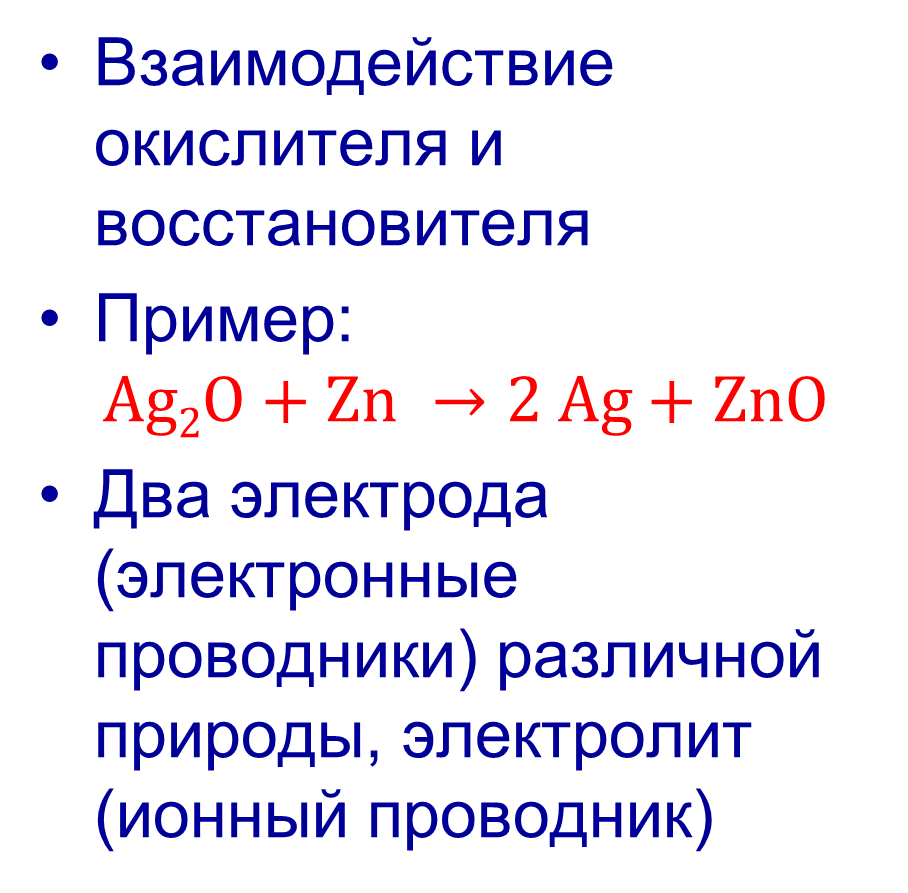 • Взаимодействие
окислителя и
восстановителя
• Пример:
Ag₂O + Zn → 2 Ag + ZnO
• Два электрода
(электронные
проводники) различной
природы, электролит
(ионный проводник)